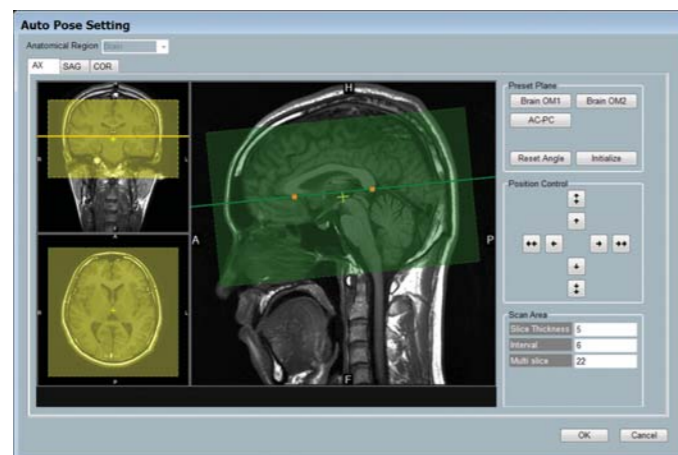 Auto Pose Setting
Anatomical Region Brain
AX SAG COR
H
R L
A
R L
P
H
A P
F
Preset Plane
Brain OM1 Brain OM2
AC-PC
Reset Angle Initialize
Position Control
Scan Area
Slice Thickness 5
Interval 6
Multi slice 22
OK Cancel